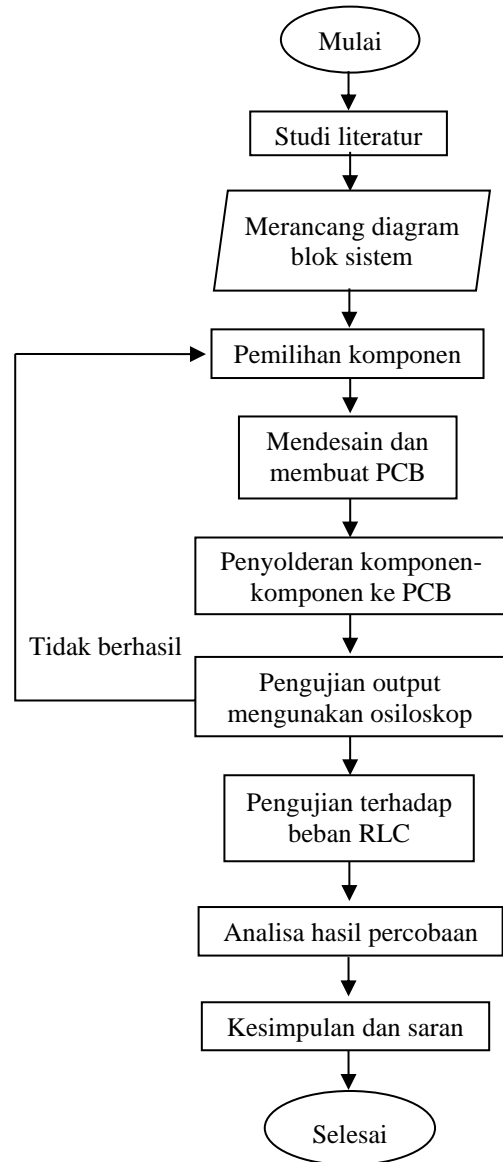 Mulai
Studi literatur
Merancang diagram
blok sistem
Pemilihan komponen
Mendesain dan
membuat PCB
Penyolderan komponen-
komponen ke PCB
Tidak berhasil
Pengujian output
mengunakan osiloskop
Pengujian terhadap
beban RLC
Analisa hasil percobaan
Kesimpulan dan saran
Selesai